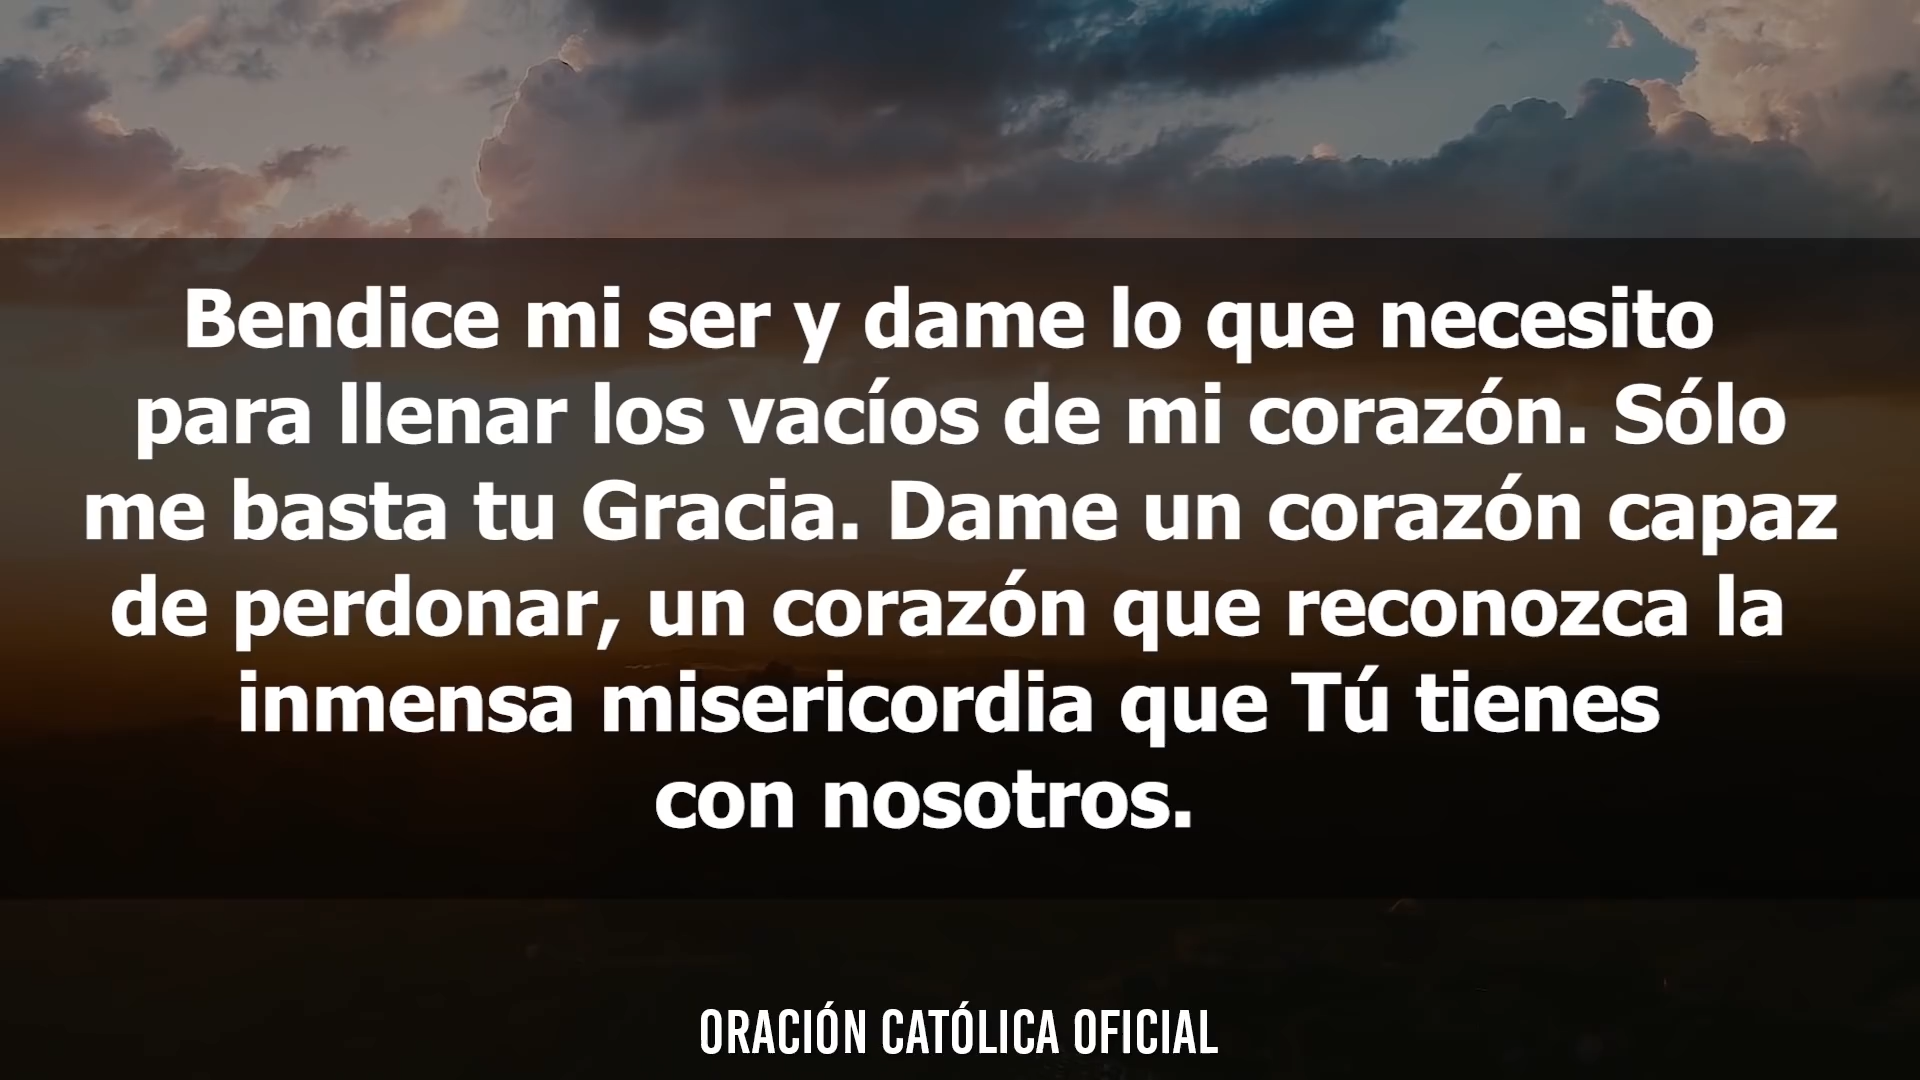 Bendice mi ser y dame lo que necesito
para llenar los vacíos de mi corazón. Sólo
me basta tu Gracia. Dame un corazón capaz
de perdonar, un corazón que reconozca la
inmensa misericordia que Tú tienes
con nosotros.
ORACIÓN CATÓLICA OFICIAL